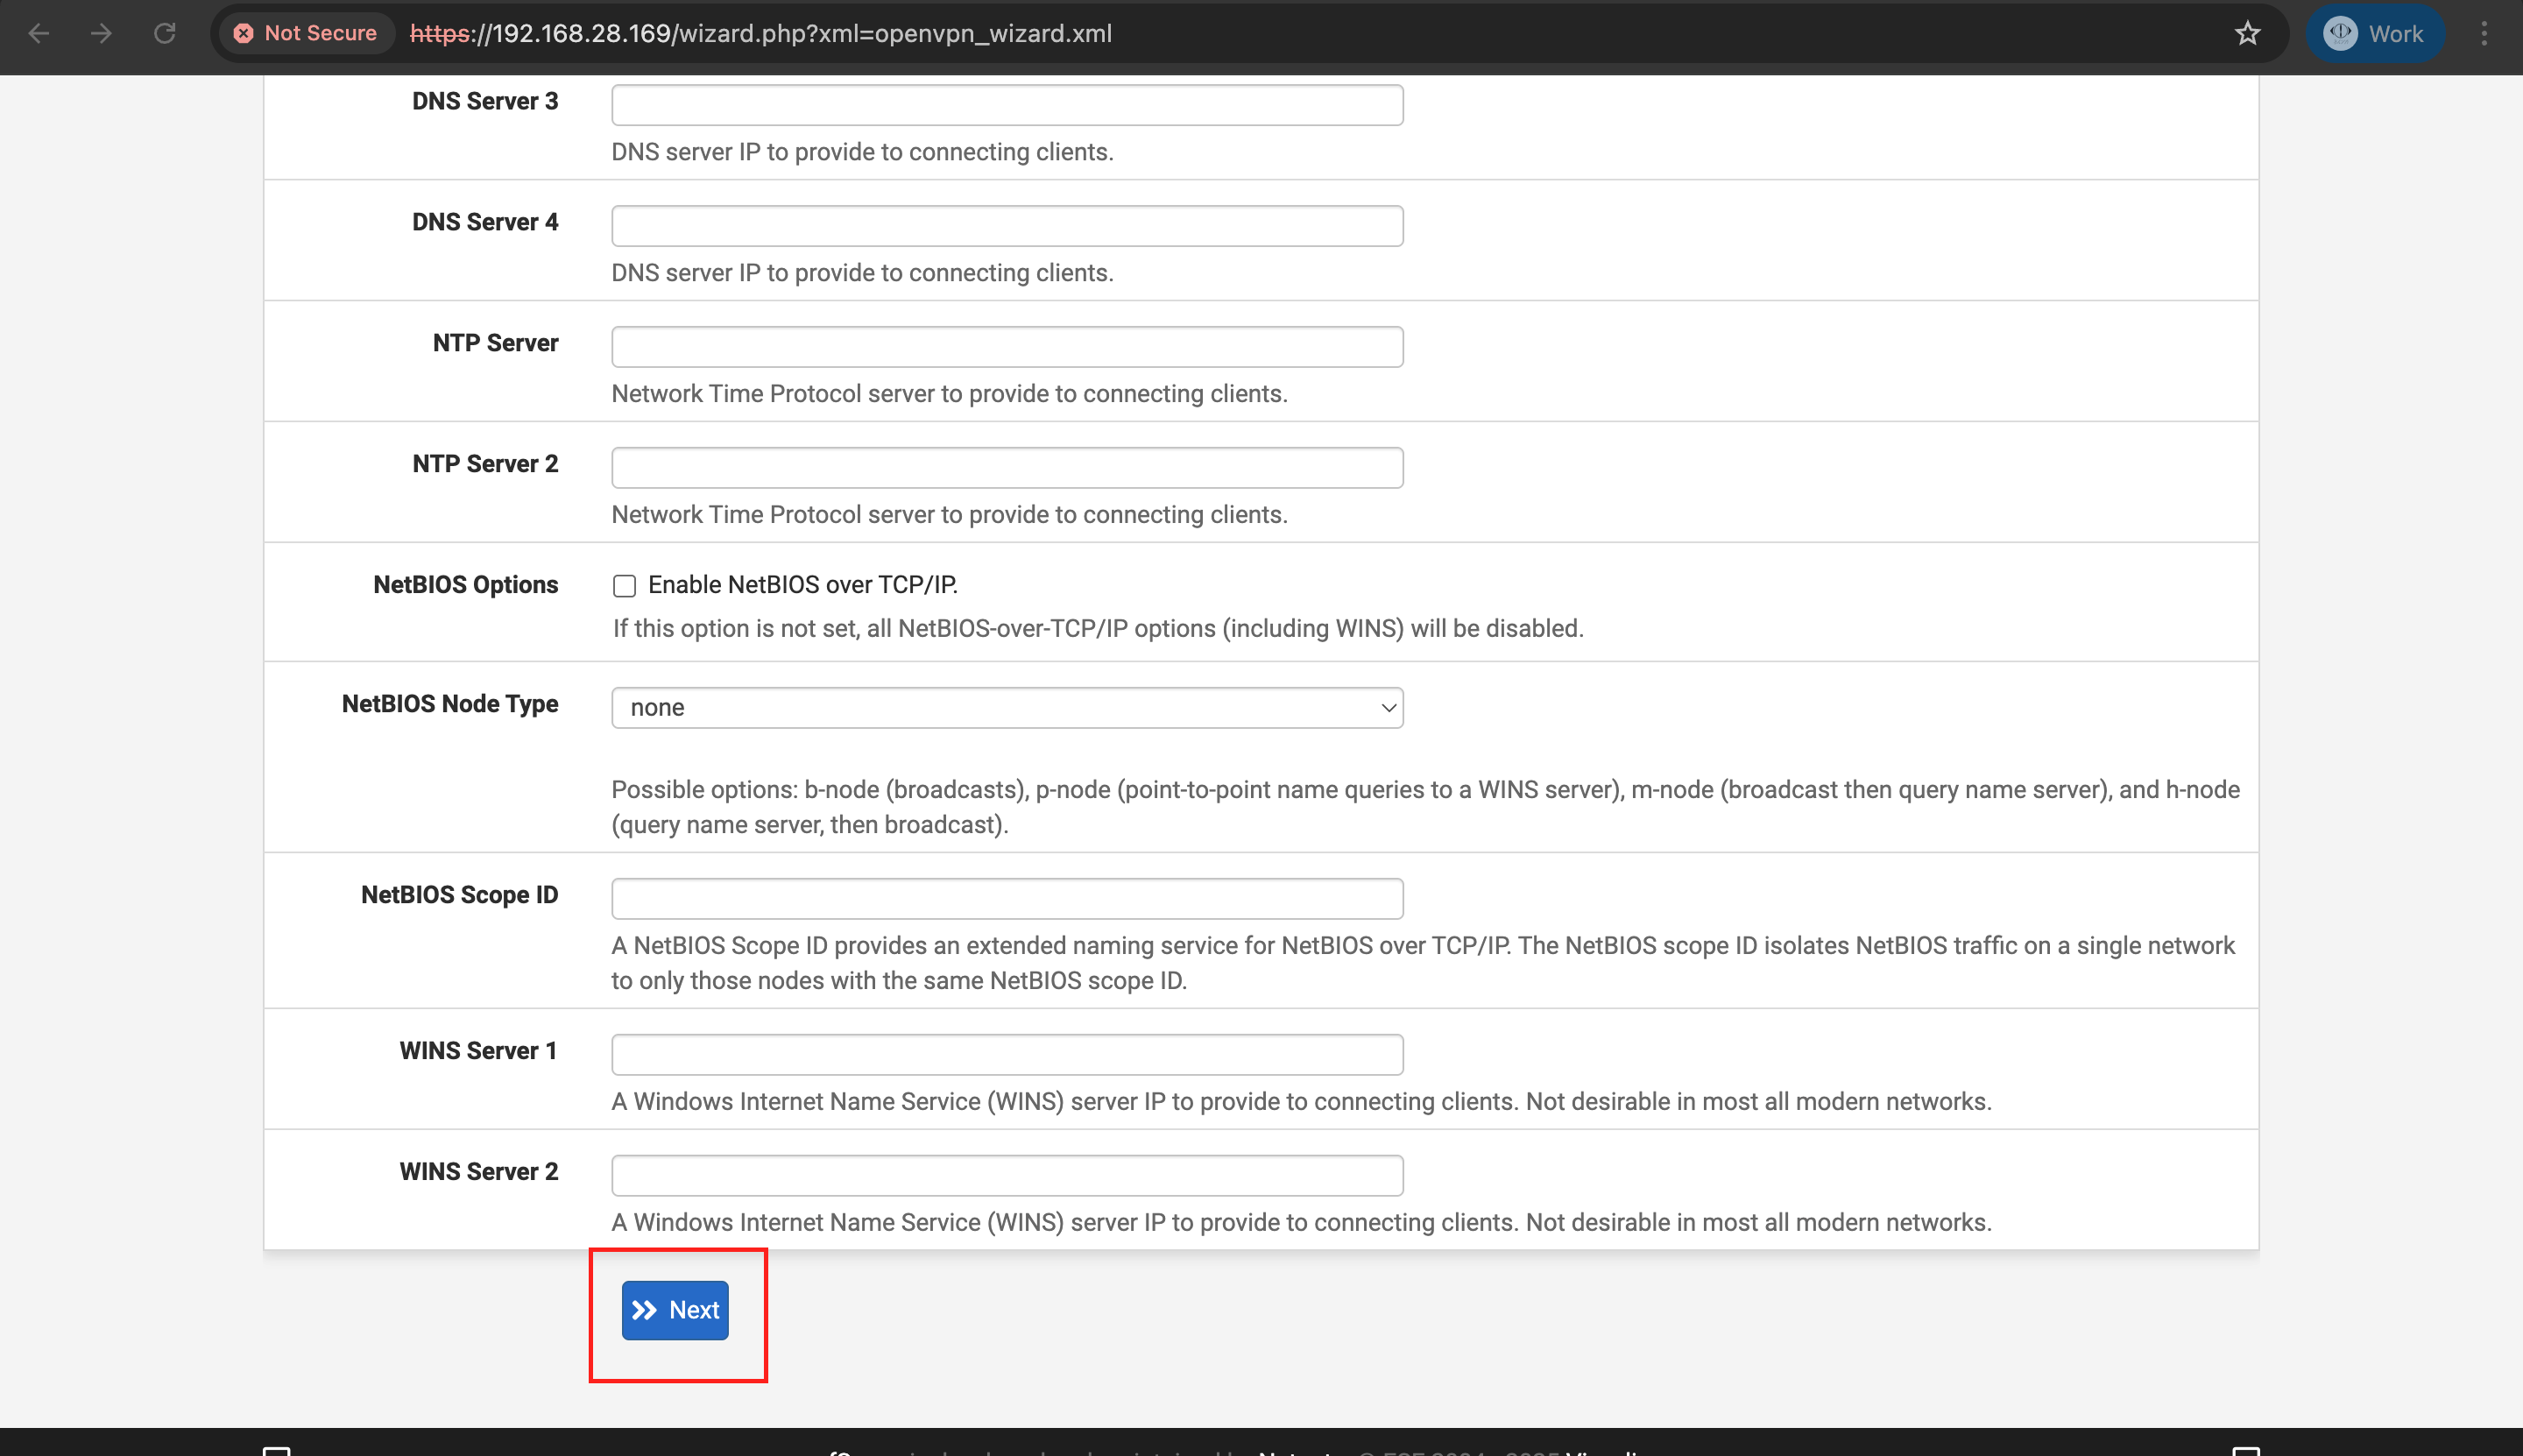 Not Secure https://192.168.28.169/wizard.php?xml=openvpn_wizard.xml Work
DNS Server 3
DNS server IP to provide to connecting clients.
DNS Server 4
DNS server IP to provide to connecting clients.
NTP Server
Network Time Protocol server to provide to connecting clients.
NTP Server 2
Network Time Protocol server to provide to connecting clients.
NetBIOS Options Enable NetBIOS over TCP/IP.
If this option is not set, all NetBIOS-over-TCP/IP options (including WINS) will be disabled.
NetBIOS Node Type none
Possible options: b-node (broadcasts), p-node (point-to-point name queries to a WINS server), m-node (broadcast then query name server), and h-node
(query name server, then broadcast).
NetBIOS Scope ID
A NetBIOS Scope ID provides an extended naming service for NetBIOS over TCP/IP. The NetBIOS scope ID isolates NetBIOS traffic on a single network
to only those nodes with the same NetBIOS scope ID.
WINS Server 1
A Windows Internet Name Service (WINS) server IP to provide to connecting clients. Not desirable in most all modern networks.
WINS Server 2
A Windows Internet Name Service (WINS) server IP to provide to connecting clients. Not desirable in most all modern networks.
Next